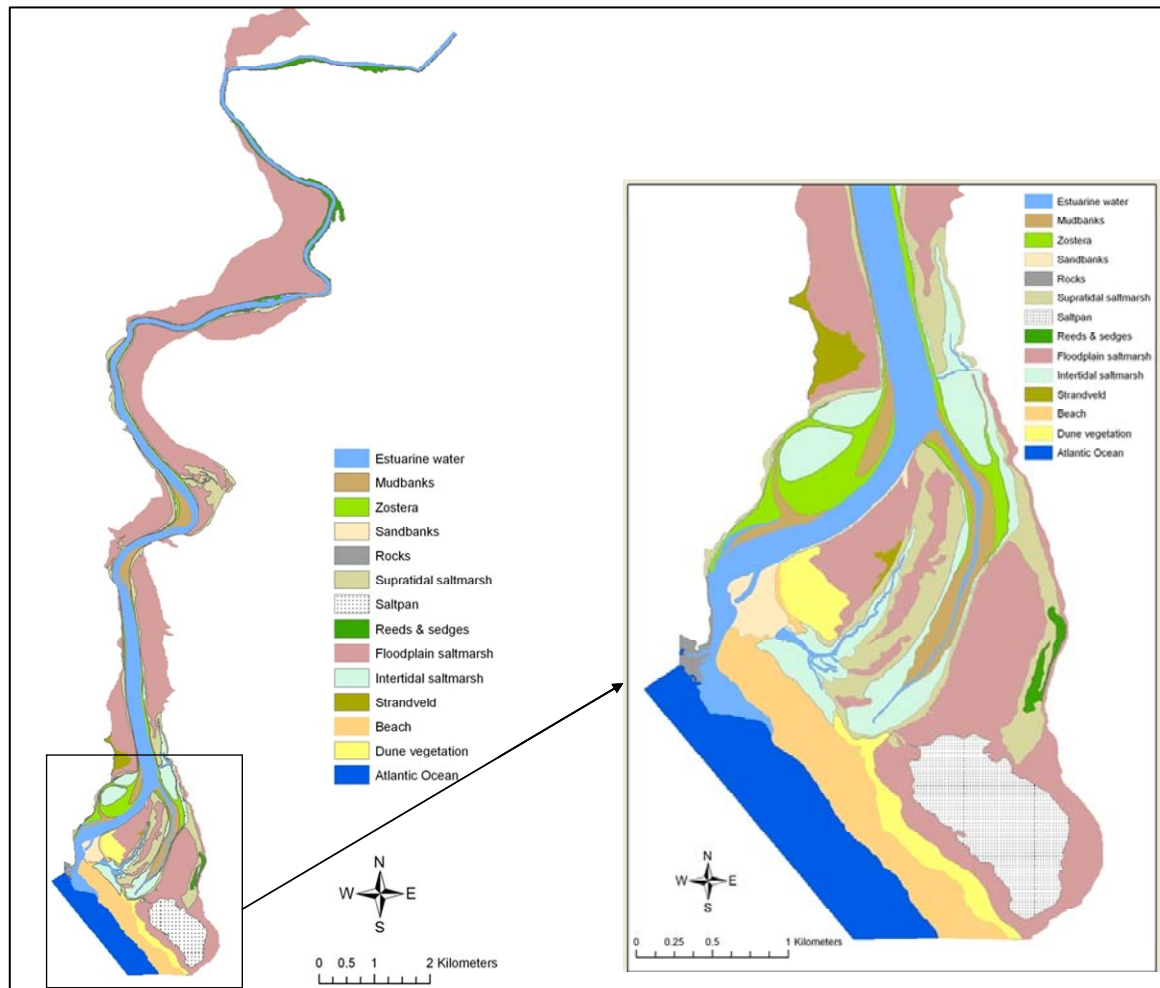 Estuarine water
Mudbanks
Zostera
Sandbanks
Rocks
Supratidal saltmarsh
Saltpan
Reeds & sedges
Floodplain saltmarsh
Intertidal saltmarsh
Strandveld
Beach
Dune vegetation
Atlantic Ocean
N
W E
S
0 0.5 1 2 Kilometers
Estuarine water
Mudbanks
Zostera
Sandbanks
Rocks
Supratidal saltmarsh
Saltpan
Reeds & sedges
Floodplain saltmarsh
Intertidal saltmarsh
Strandveld
Beach
Dune vegetation
Atlantic Ocean
N
W E
S
0 0.25 0.5 1 Kilometers